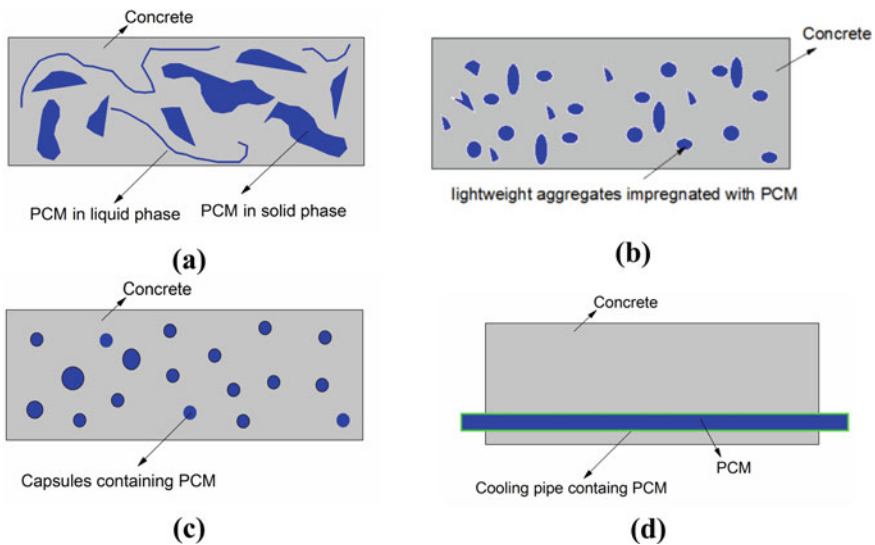 Concrete
PCM in liquid phase
PCM in solid phase
(a)
Concrete
lightweight aggregates impregnated with PCM
(b)
Concrete
Capsules containing PCM
(c)
Concrete
PCM
Cooling pipe containg PCM
(d)